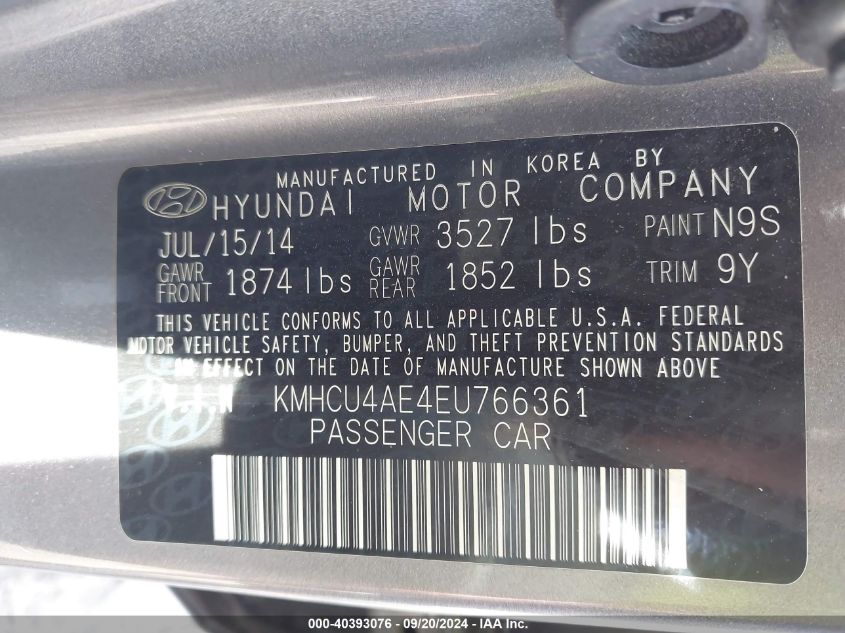 MANUFACTURED IN KOREA BY
HYUNDAI MOTOR COMPANY
JUL/15/14 GVWR 3527 lbs PAINT N9S
GAWR FRONT 1874 lbs GAWR REAR 1852 lbs TRIM 9Y
THIS VEHICLE CONFORMS TO ALL APPLICABLE U.S.A. FEDERAL
MOTOR VEHICLE SAFETY, BUMPER, AND THEFT PREVENTION STANDARDS
IN EFFECT ON THE DATE OF MANUFACTURE SHOWN ABOVE
V.I.N KMHCU4AE4EU766361
PASSENGER CAR
000-40393076 - 09/20/2024 - IAA Inc.